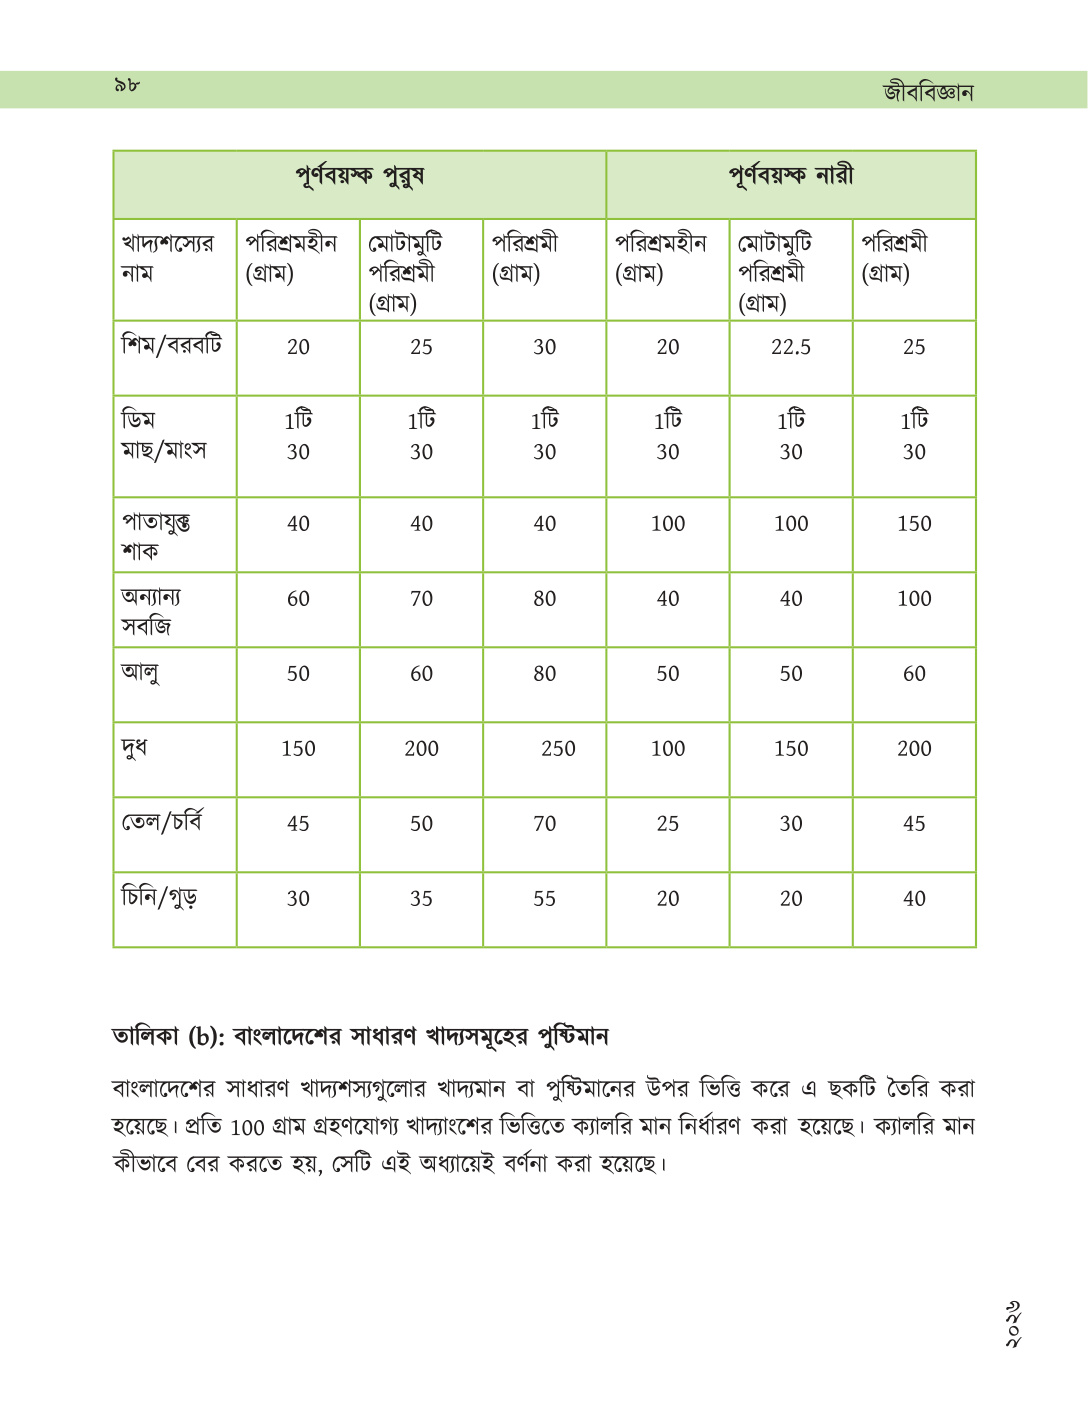 ৯৮
জীববিজ্ঞান
পূর্ণবয়স্ক পুরুষ পূর্ণবয়স্ক নারী
খাদ্যশস্যের নাম পরিশ্রমহীন (গ্রাম) মোটামুটি পরিশ্রমী (গ্রাম) পরিশ্রমী (গ্রাম) পরিশ্রমহীন (গ্রাম) মোটামুটি পরিশ্রমী (গ্রাম) পরিশ্রমী (গ্রাম)
শিম/বরবটি 20 25 30 20 22.5 25
ডিম 1টি 1টি 1টি 1টি 1টি 1টি
মাছ/মাংস 30 30 30 30 30 30
পাতাযুক্ত শাক 40 40 40 100 100 150
অন্যান্য সবজি 60 70 80 40 40 100
আলু 50 60 80 50 50 60
দুধ 150 200 250 100 150 200
তেল/চর্বি 45 50 70 25 30 45
চিনি/গুড় 30 35 55 20 20 40
তালিকা (b): বাংলাদেশের সাধারণ খাদ্যসমূহের পুষ্টিমান
বাংলাদেশের সাধারণ খাদ্যশস্যগুলোর খাদ্যমান বা পুষ্টিমানের উপর ভিত্তি করে এ ছকটি তৈরি করা
হয়েছে। প্রতি 100 গ্রাম গ্রহণযোগ্য খাদ্যাংশের ভিত্তিতে ক্যালরি মান নির্ধারণ করা হয়েছে। ক্যালরি মান
কীভাবে বের করতে হয়, সেটি এই অধ্যায়েই বর্ণনা করা হয়েছে।
২০২৬